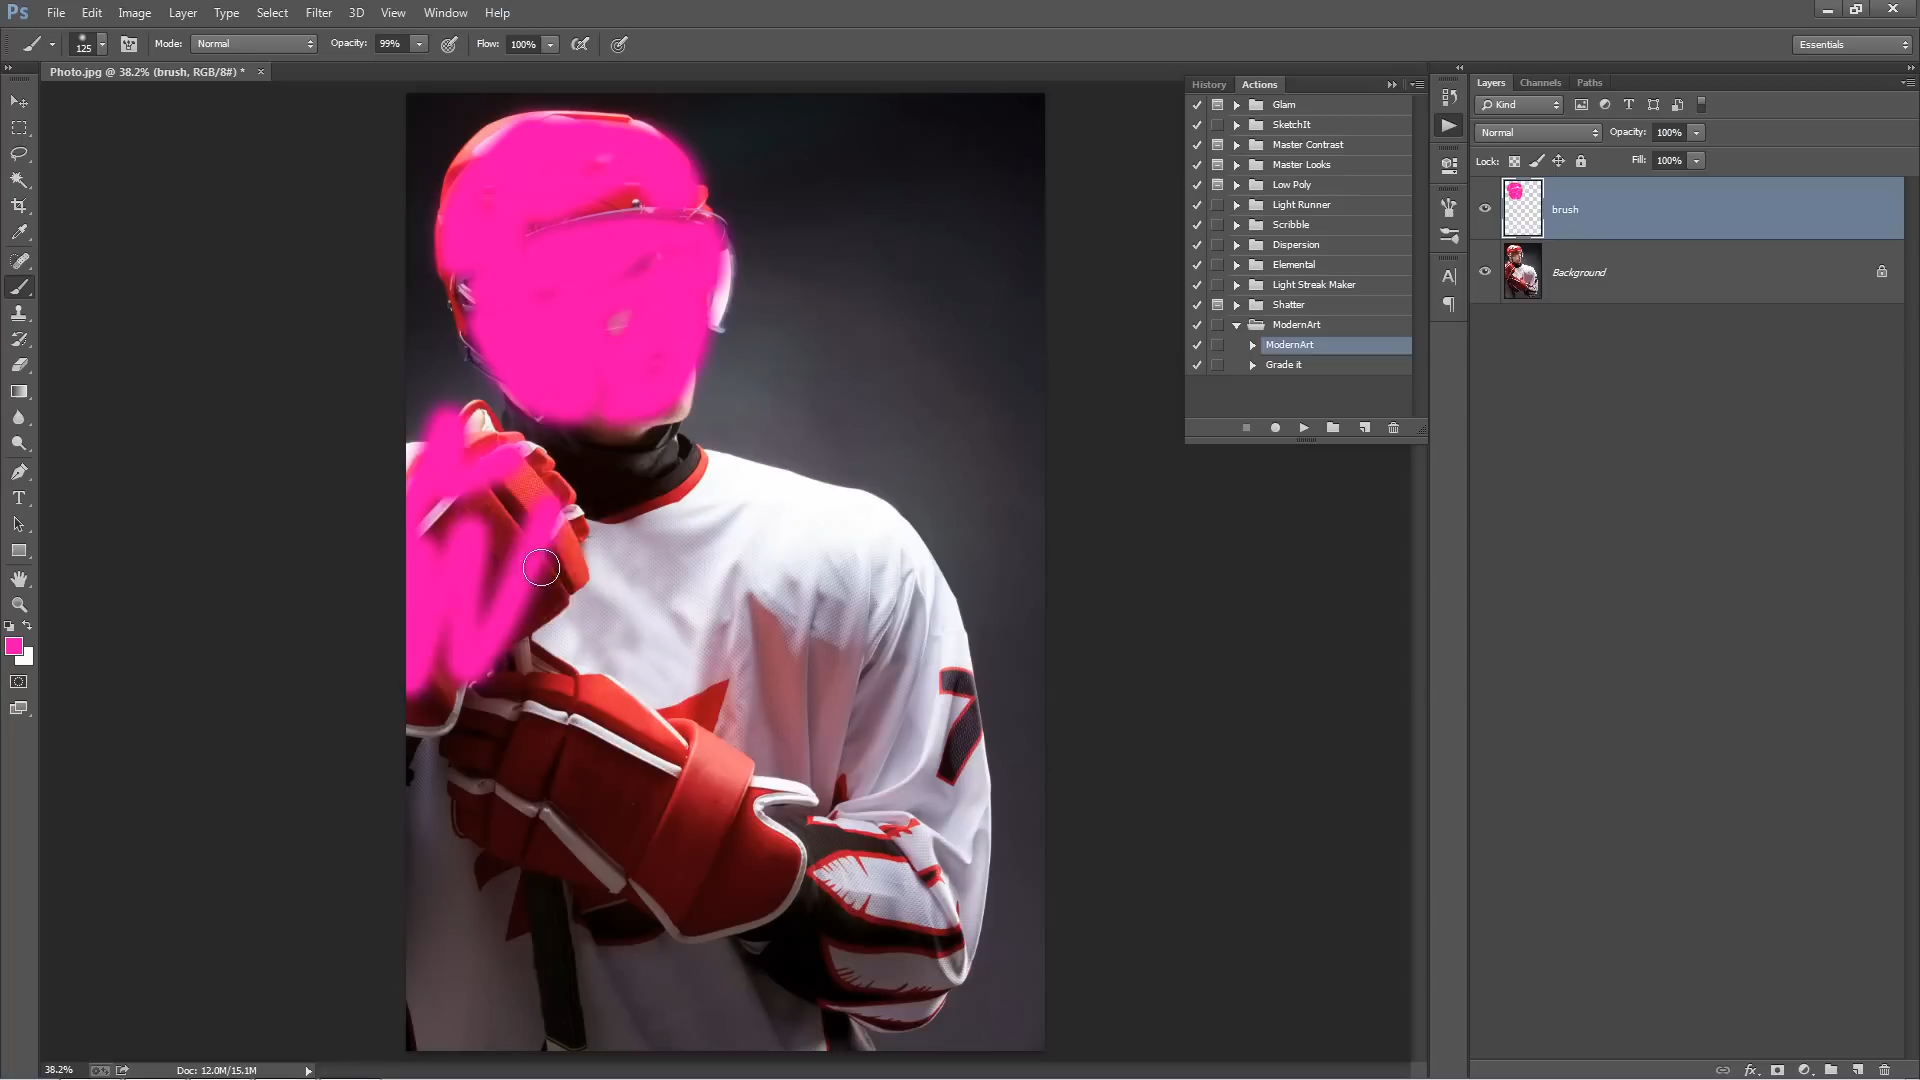 Ps File Edit Image Layer Type Select Filter 3D View Window Help
125 Mode: Normal Opacity: 99% Flow: 100% Essentials
Photo.jpg @ 38.2% (brush, RGB/8#) * ×
History Actions
Glam
SketchIt
Master Contrast
Master Looks
Low Poly
Light Runner
Scribble
Dispersion
Elemental
Light Streak Maker
Shatter
ModernArt
ModernArt
Grade it
Layers Channels Paths
Kind
Normal Opacity: 100%
Lock: Fill: 100%
brush
Background
7
38.2% Doc: 12.0M/15.1M